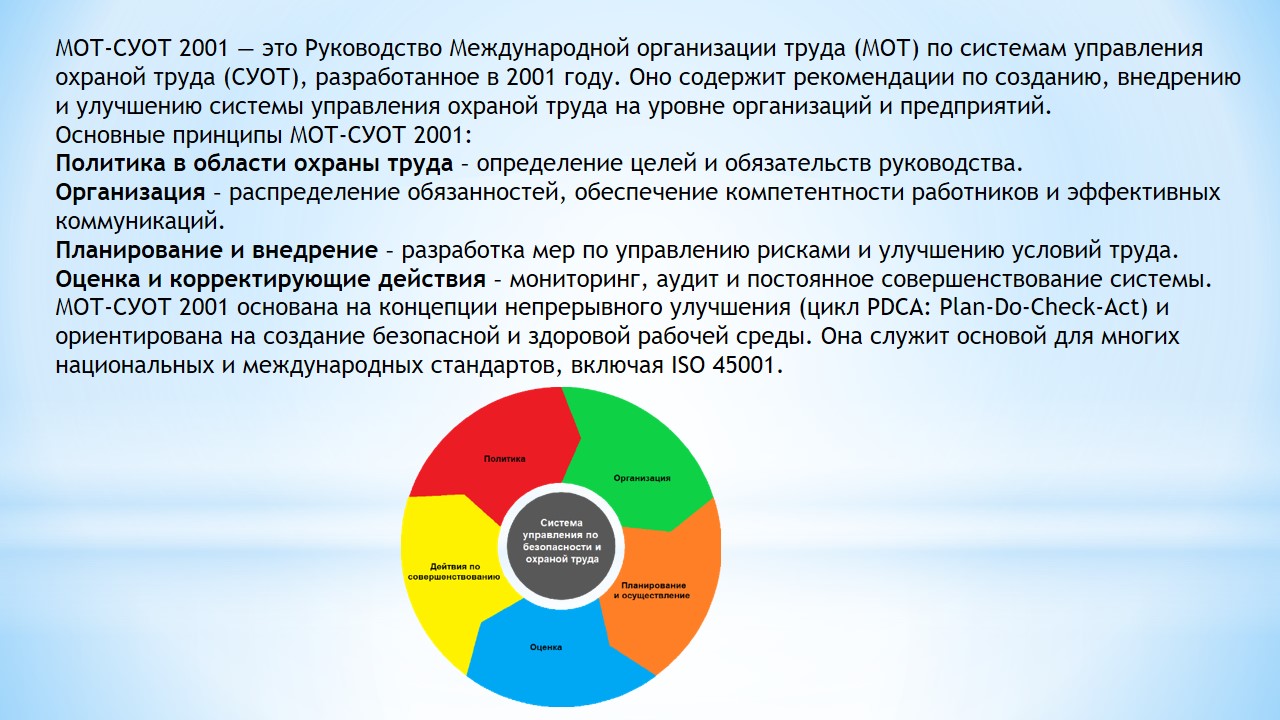 МОТ-СУОТ 2001 — это Руководство Международной организации труда (МОТ) по системам управления
охраной труда (СУОТ), разработанное в 2001 году. Оно содержит рекомендации по созданию, внедрению
и улучшению системы управления охраной труда на уровне организаций и предприятий.
Основные принципы МОТ-СУОТ 2001:
Политика в области охраны труда – определение целей и обязательств руководства.
Организация – распределение обязанностей, обеспечение компетентности работников и эффективных
коммуникаций.
Планирование и внедрение – разработка мер по управлению рисками и улучшению условий труда.
Оценка и корректирующие действия – мониторинг, аудит и постоянное совершенствование системы.
МОТ-СУОТ 2001 основана на концепции непрерывного улучшения (цикл PDCA: Plan-Do-Check-Act) и
ориентирована на создание безопасной и здоровой рабочей среды. Она служит основой для многих
национальных и международных стандартов, включая ISO 45001.
Политика
Организация
Система
управления по
безопасности и
охраной труда
Дейтвия по
совершенствованию
Планирование
и осуществление
Оценка